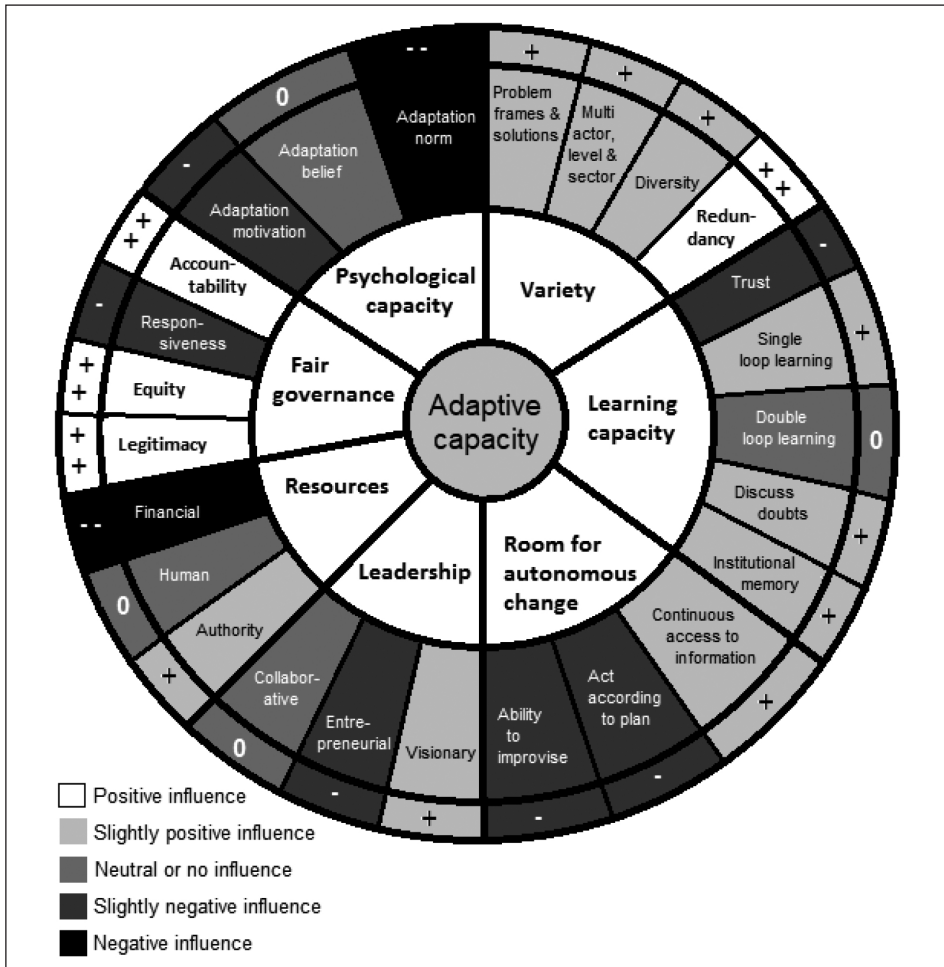 Adaptive
capacity
Psychological
capacity
Variety
Learning
capacity
Room for
autonomous
change
Leadership
Resources
Fair
governance
- -
Adaptation
norm
+
Problem
frames &
solutions
+
Multi
actor,
level &
sector
+
Diversity
+
+
Redun-
dancy
-
Trust
+
Single
loop learning
0
Double
loop learning
+
Discuss
doubts
+
Institutional
memory
+
Continuous
access to
information
-
Act
according
to plan
-
Ability
to
improvise
+
Visionary
-
Entre-
preneurial
0
Collabor-
ative
+
Authority
0
Human
- -
Financial
+
+
Legitimacy
+
+
Equity
-
Respon-
siveness
+
+
Accoun-
tability
-
Adaptation
motivation
0
Adaptation
belief
Positive influence
Slightly positive influence
Neutral or no influence
Slightly negative influence
Negative influence